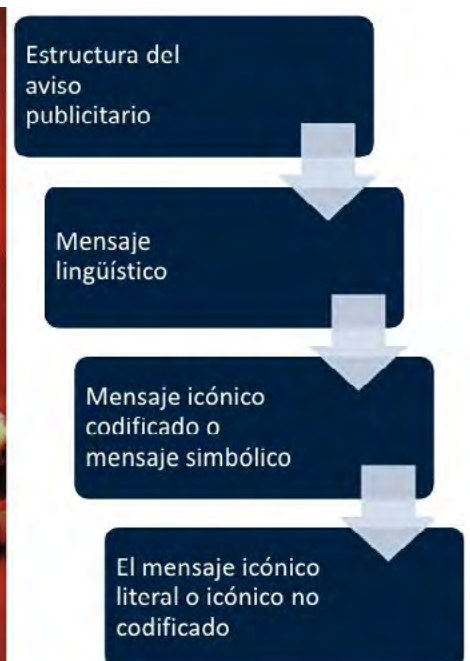 Estructura del
aviso
publicitario
Mensaje
lingüístico
Mensaje icónico
codificado o
mensaje simbólico
El mensaje icónico
literal o icónico no
codificado